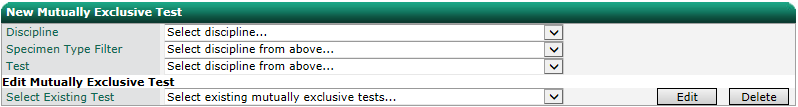 New Mutually Exclusive Test
Discipline Select discipline...
Specimen Type Filter Select discipline from above...
Test Select discipline from above...
Edit Mutually Exclusive Test
Select Existing Test Select existing mutually exclusive tests... Edit Delete